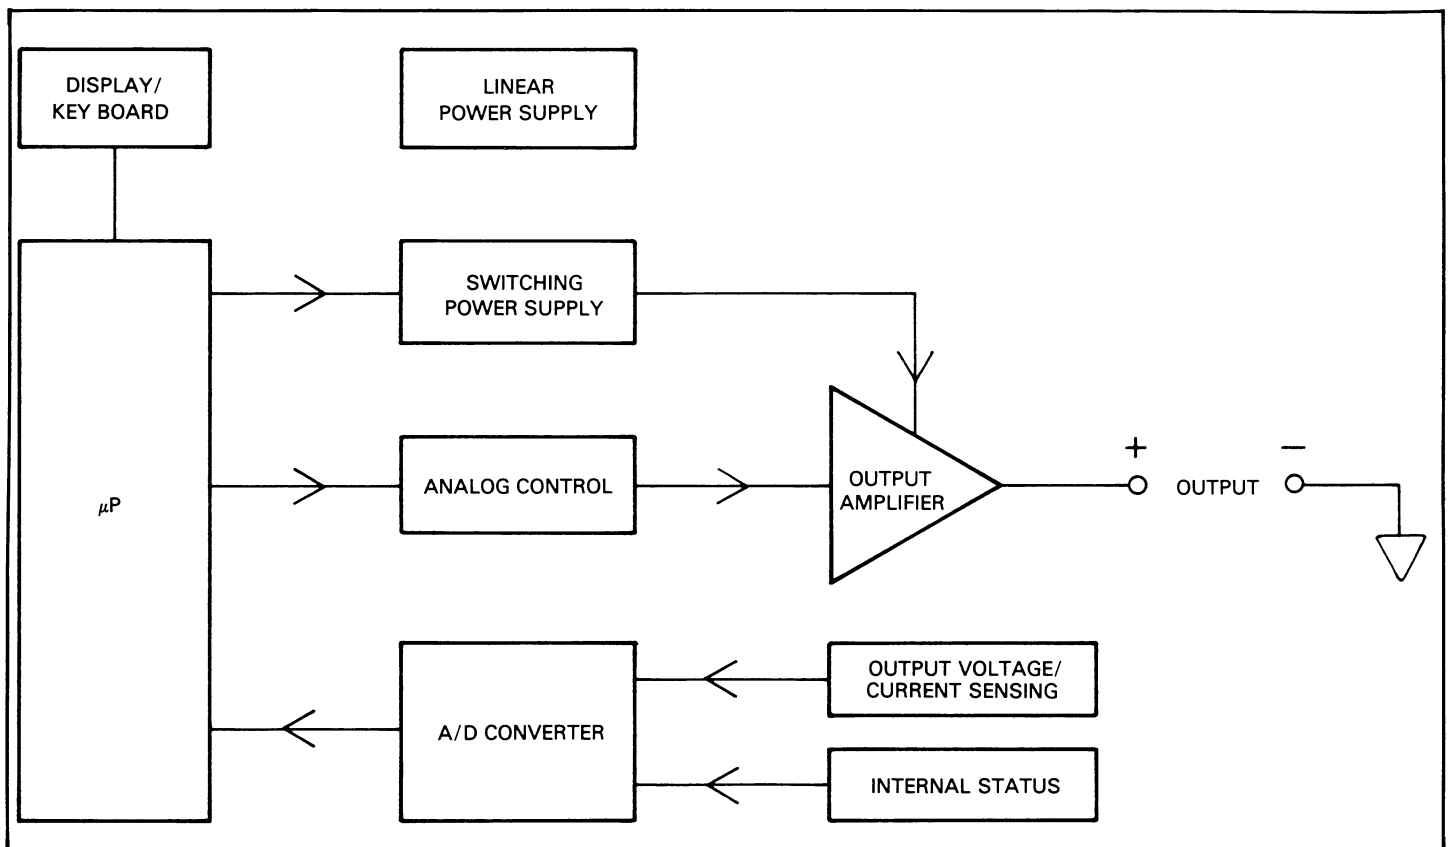 DISPLAY/
KEY BOARD
LINEAR
POWER SUPPLY
SWITCHING
POWER SUPPLY
μP
ANALOG CONTROL
OUTPUT
AMPLIFIER
+
OUTPUT
−
A/D CONVERTER
OUTPUT VOLTAGE/
CURRENT SENSING
INTERNAL STATUS